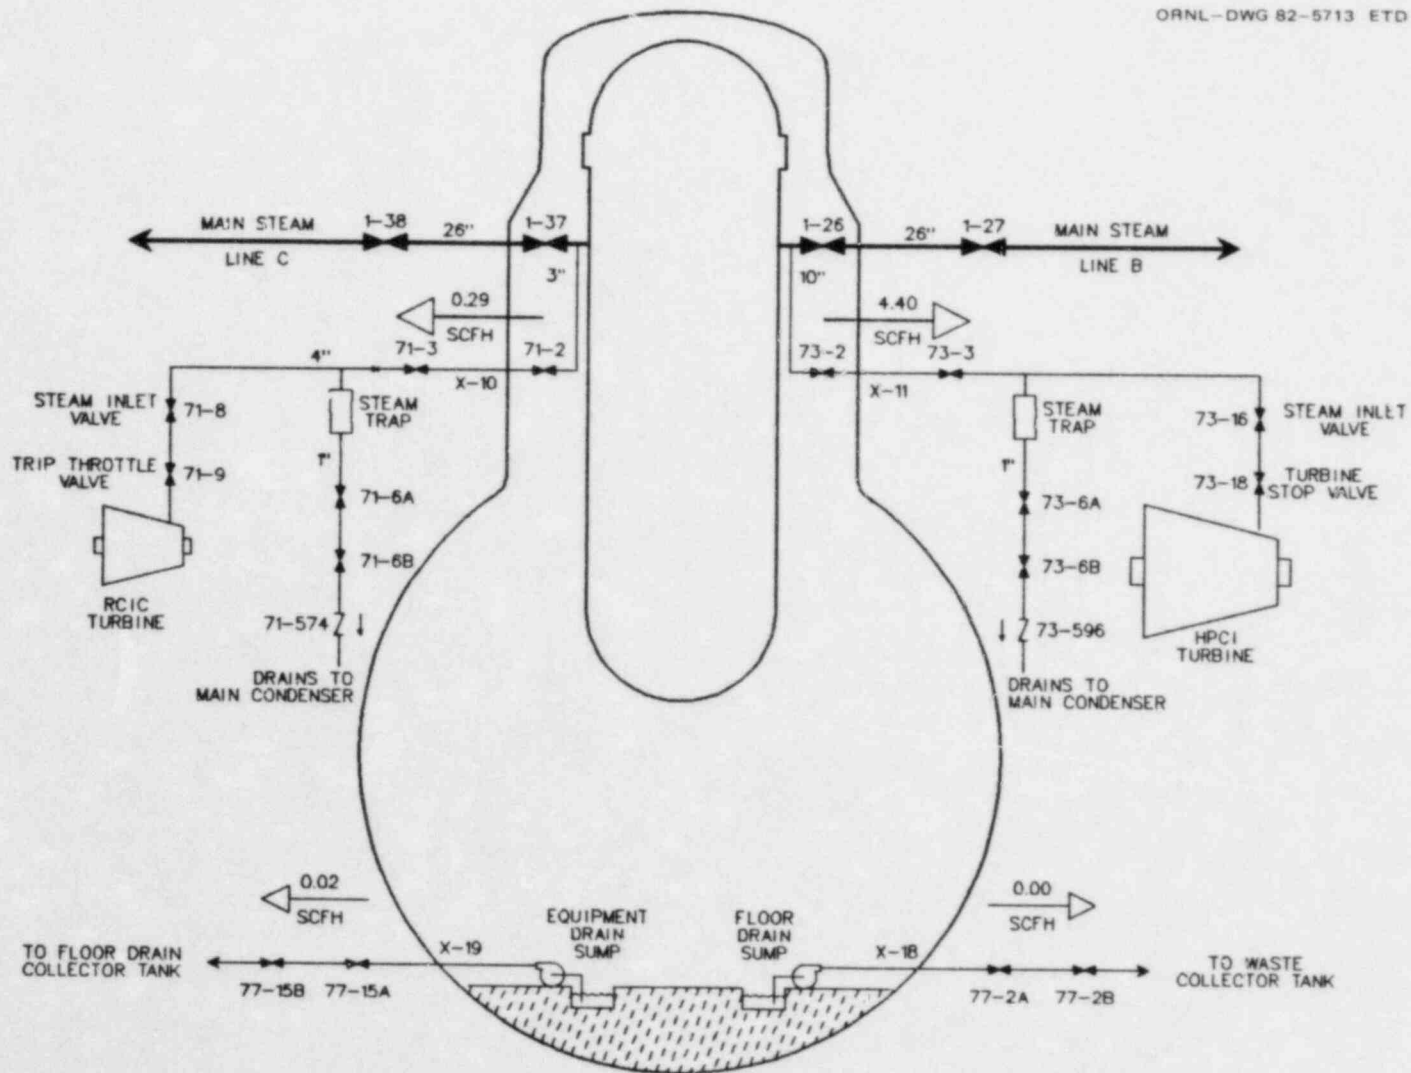 ORNL-DWG 82-5713 ETD
MAIN STEAM
LINE C
1-38
26"
1-37
3"
1-26
10"
26"
1-27
MAIN STEAM
LINE B
0.29
SCFH
4.40
SCFH
4"
71-3
71-2
X-10
73-2
73-3
X-11
STEAM INLET
VALVE
71-8
STEAM
TRAP
TRIP THROTTLE
VALVE
71-9
1"
71-6A
71-6B
RCIC
TURBINE
71-574
DRAINS TO
MAIN CONDENSER
STEAM
TRAP
73-16
STEAM INLET
VALVE
1"
73-18
TURBINE
STOP VALVE
73-6A
73-6B
73-596
HPCI
TURBINE
DRAINS TO
MAIN CONDENSER
0.02
SCFH
0.00
SCFH
EQUIPMENT
DRAIN
SUMP
FLOOR
DRAIN
SUMP
TO FLOOR DRAIN
COLLECTOR TANK
X-19
X-18
TO WASTE
COLLECTOR TANK
77-15B
77-15A
77-2A
77-2B